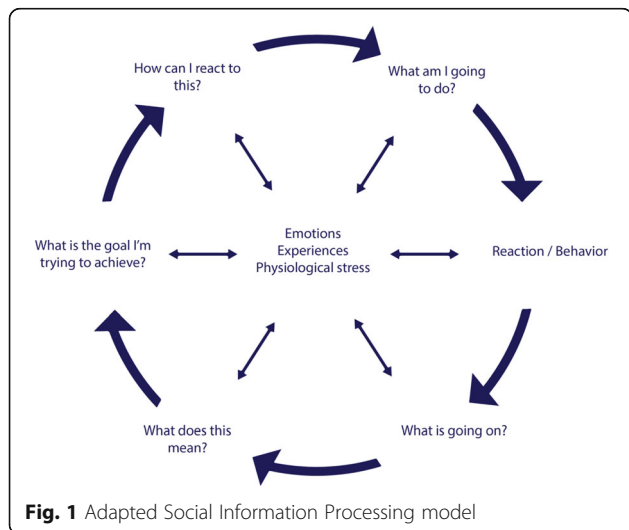 How can I react to
this?
What am I going
to do?
Emotions
Experiences
Physiological stress
What is the goal I'm
trying to achieve?
Reaction / Behavior
What does this
mean?
What is going on?
Fig. 1 Adapted Social Information Processing model